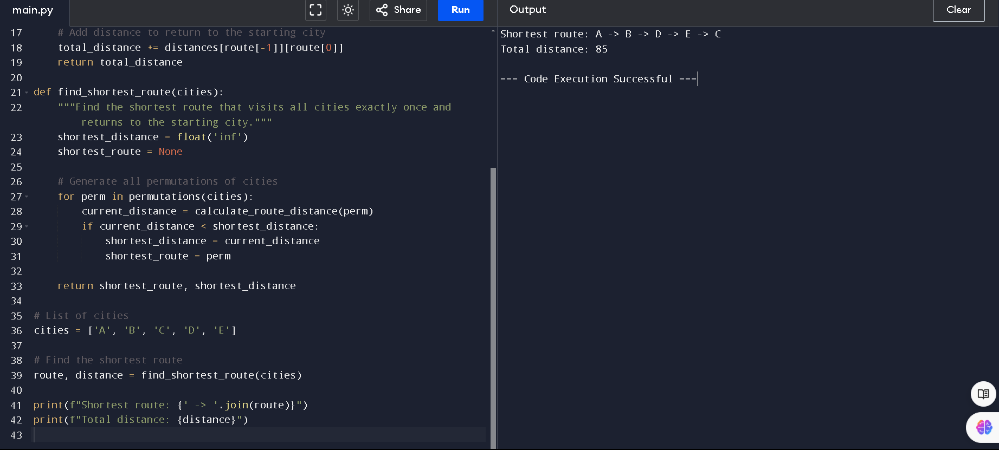 main.py
Share
Run
Output
Clear
17 # Add distance to return to the starting city
18 total_distance += distances[route[-1]][route[0]]
19 return total_distance
20
21 def find_shortest_route(cities):
22 """Find the shortest route that visits all cities exactly once and
returns to the starting city."""
23 shortest_distance = float('inf')
24 shortest_route = None
25
26 # Generate all permutations of cities
27 for perm in permutations(cities):
28 current_distance = calculate_route_distance(perm)
29 if current_distance < shortest_distance:
30 shortest_distance = current_distance
31 shortest_route = perm
32
33 return shortest_route, shortest_distance
34
35 # List of cities
36 cities = ['A', 'B', 'C', 'D', 'E']
37
38 # Find the shortest route
39 route, distance = find_shortest_route(cities)
40
41 print(f"Shortest route: {' -> '.join(route)}")
42 print(f"Total distance: {distance}")
43
Shortest route: A -> B -> D -> E -> C
Total distance: 85
=== Code Execution Successful ===